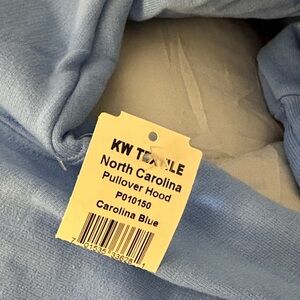 KW TEXTILE
North Carolina
Pullover Hood
P010150
Carolina Blue